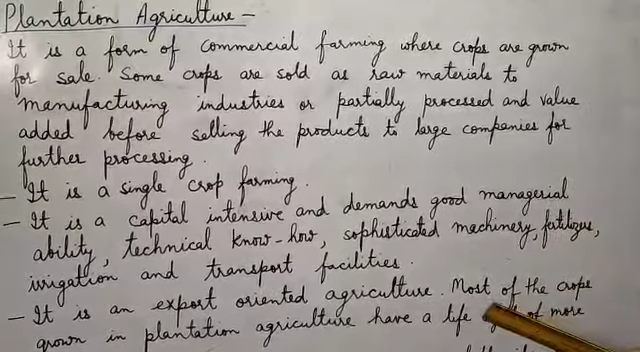 Plantation Agriculture -
It is a form of commercial farming where crops are grown
for sale. Some crops are sold as raw materials to
manufacturing industries or partially processed and value
added before selling the products to large companies for
further processing.
- It is a single crop farming.
- It is a capital intensive and demands good managerial
ability, technical know-how, sophisticated machinery, fertilizers,
irrigation and transport facilities.
- It is an export oriented agriculture. Most of the crops
grown in plantation agriculture have a life of more